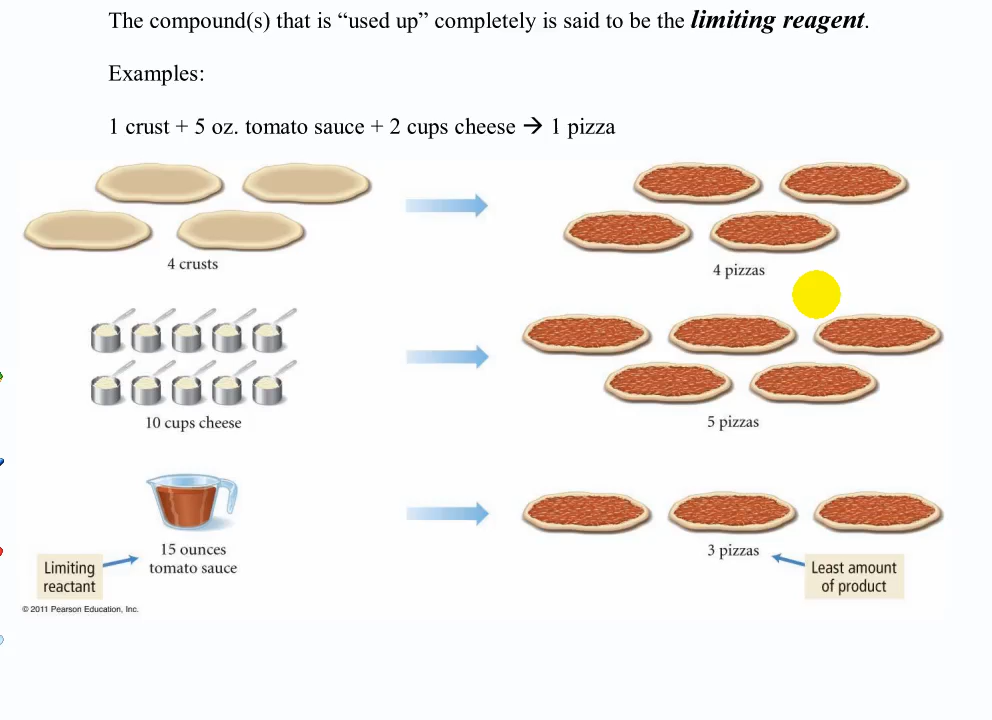 The compound(s) that is “used up” completely is said to be the limiting reagent.
Examples:
1 crust + 5 oz. tomato sauce + 2 cups cheese → 1 pizza
4 crusts
4 pizzas
10 cups cheese
5 pizzas
15 ounces
tomato sauce
3 pizzas
Limiting
reactant
Least amount
of product
© 2011 Pearson Education, Inc.